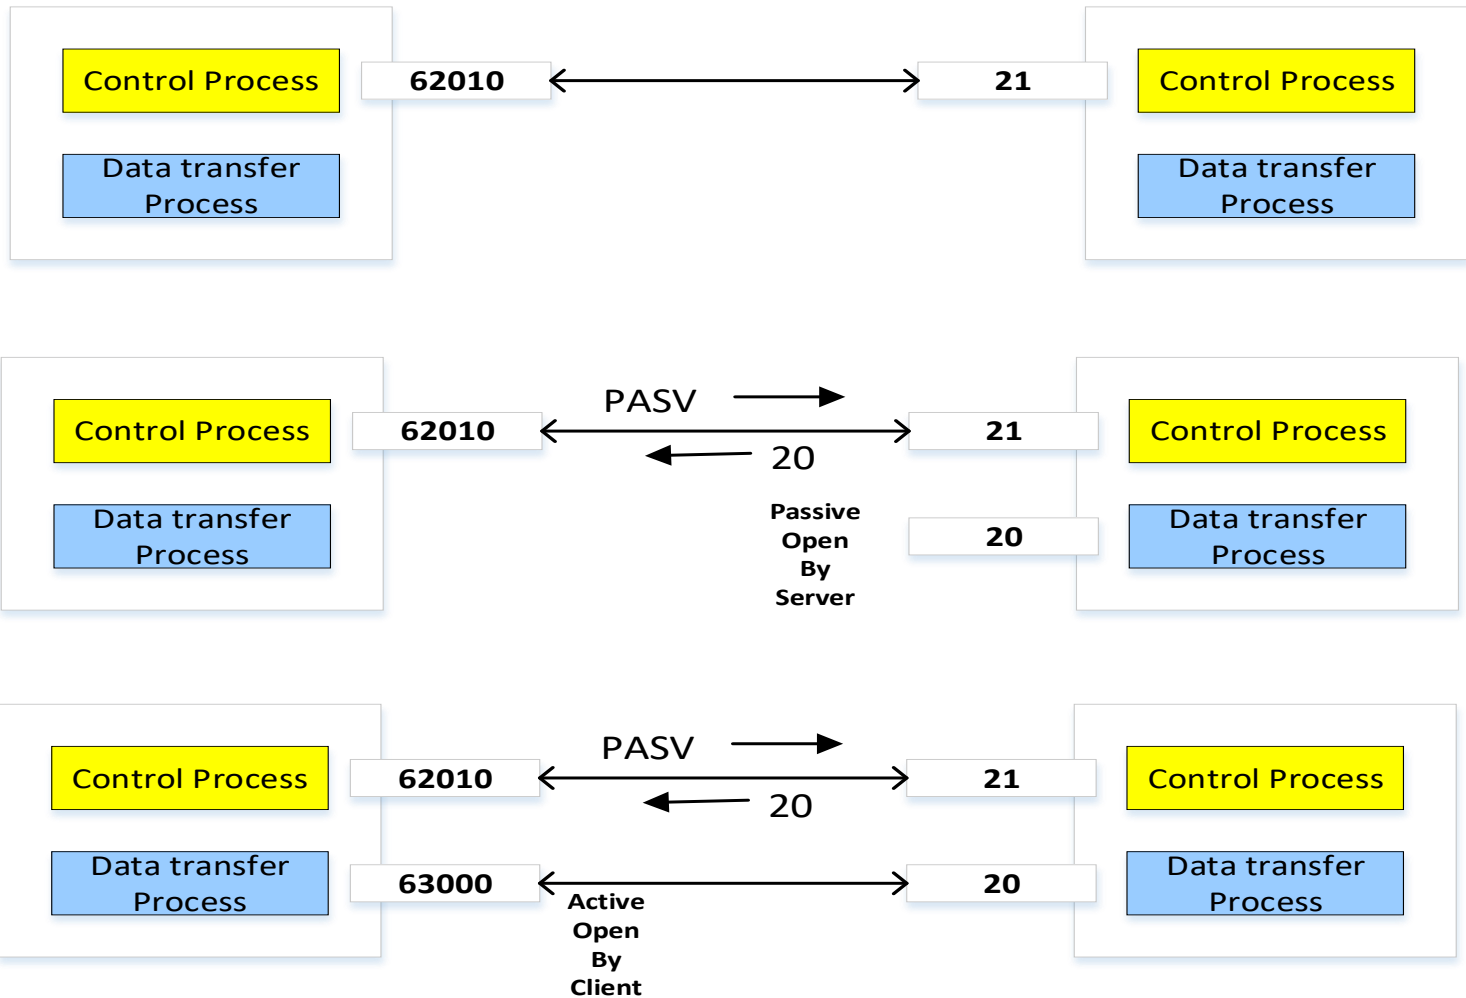 Control Process
62010
21
Control Process
Data transfer
Process
Data transfer
Process
PASV
Control Process
62010
21
Control Process
20
Data transfer
Process
Passive
Open
By
Server
20
Data transfer
Process
PASV
Control Process
62010
21
Control Process
20
Data transfer
Process
63000
20
Data transfer
Process
Active
Open
By
Client